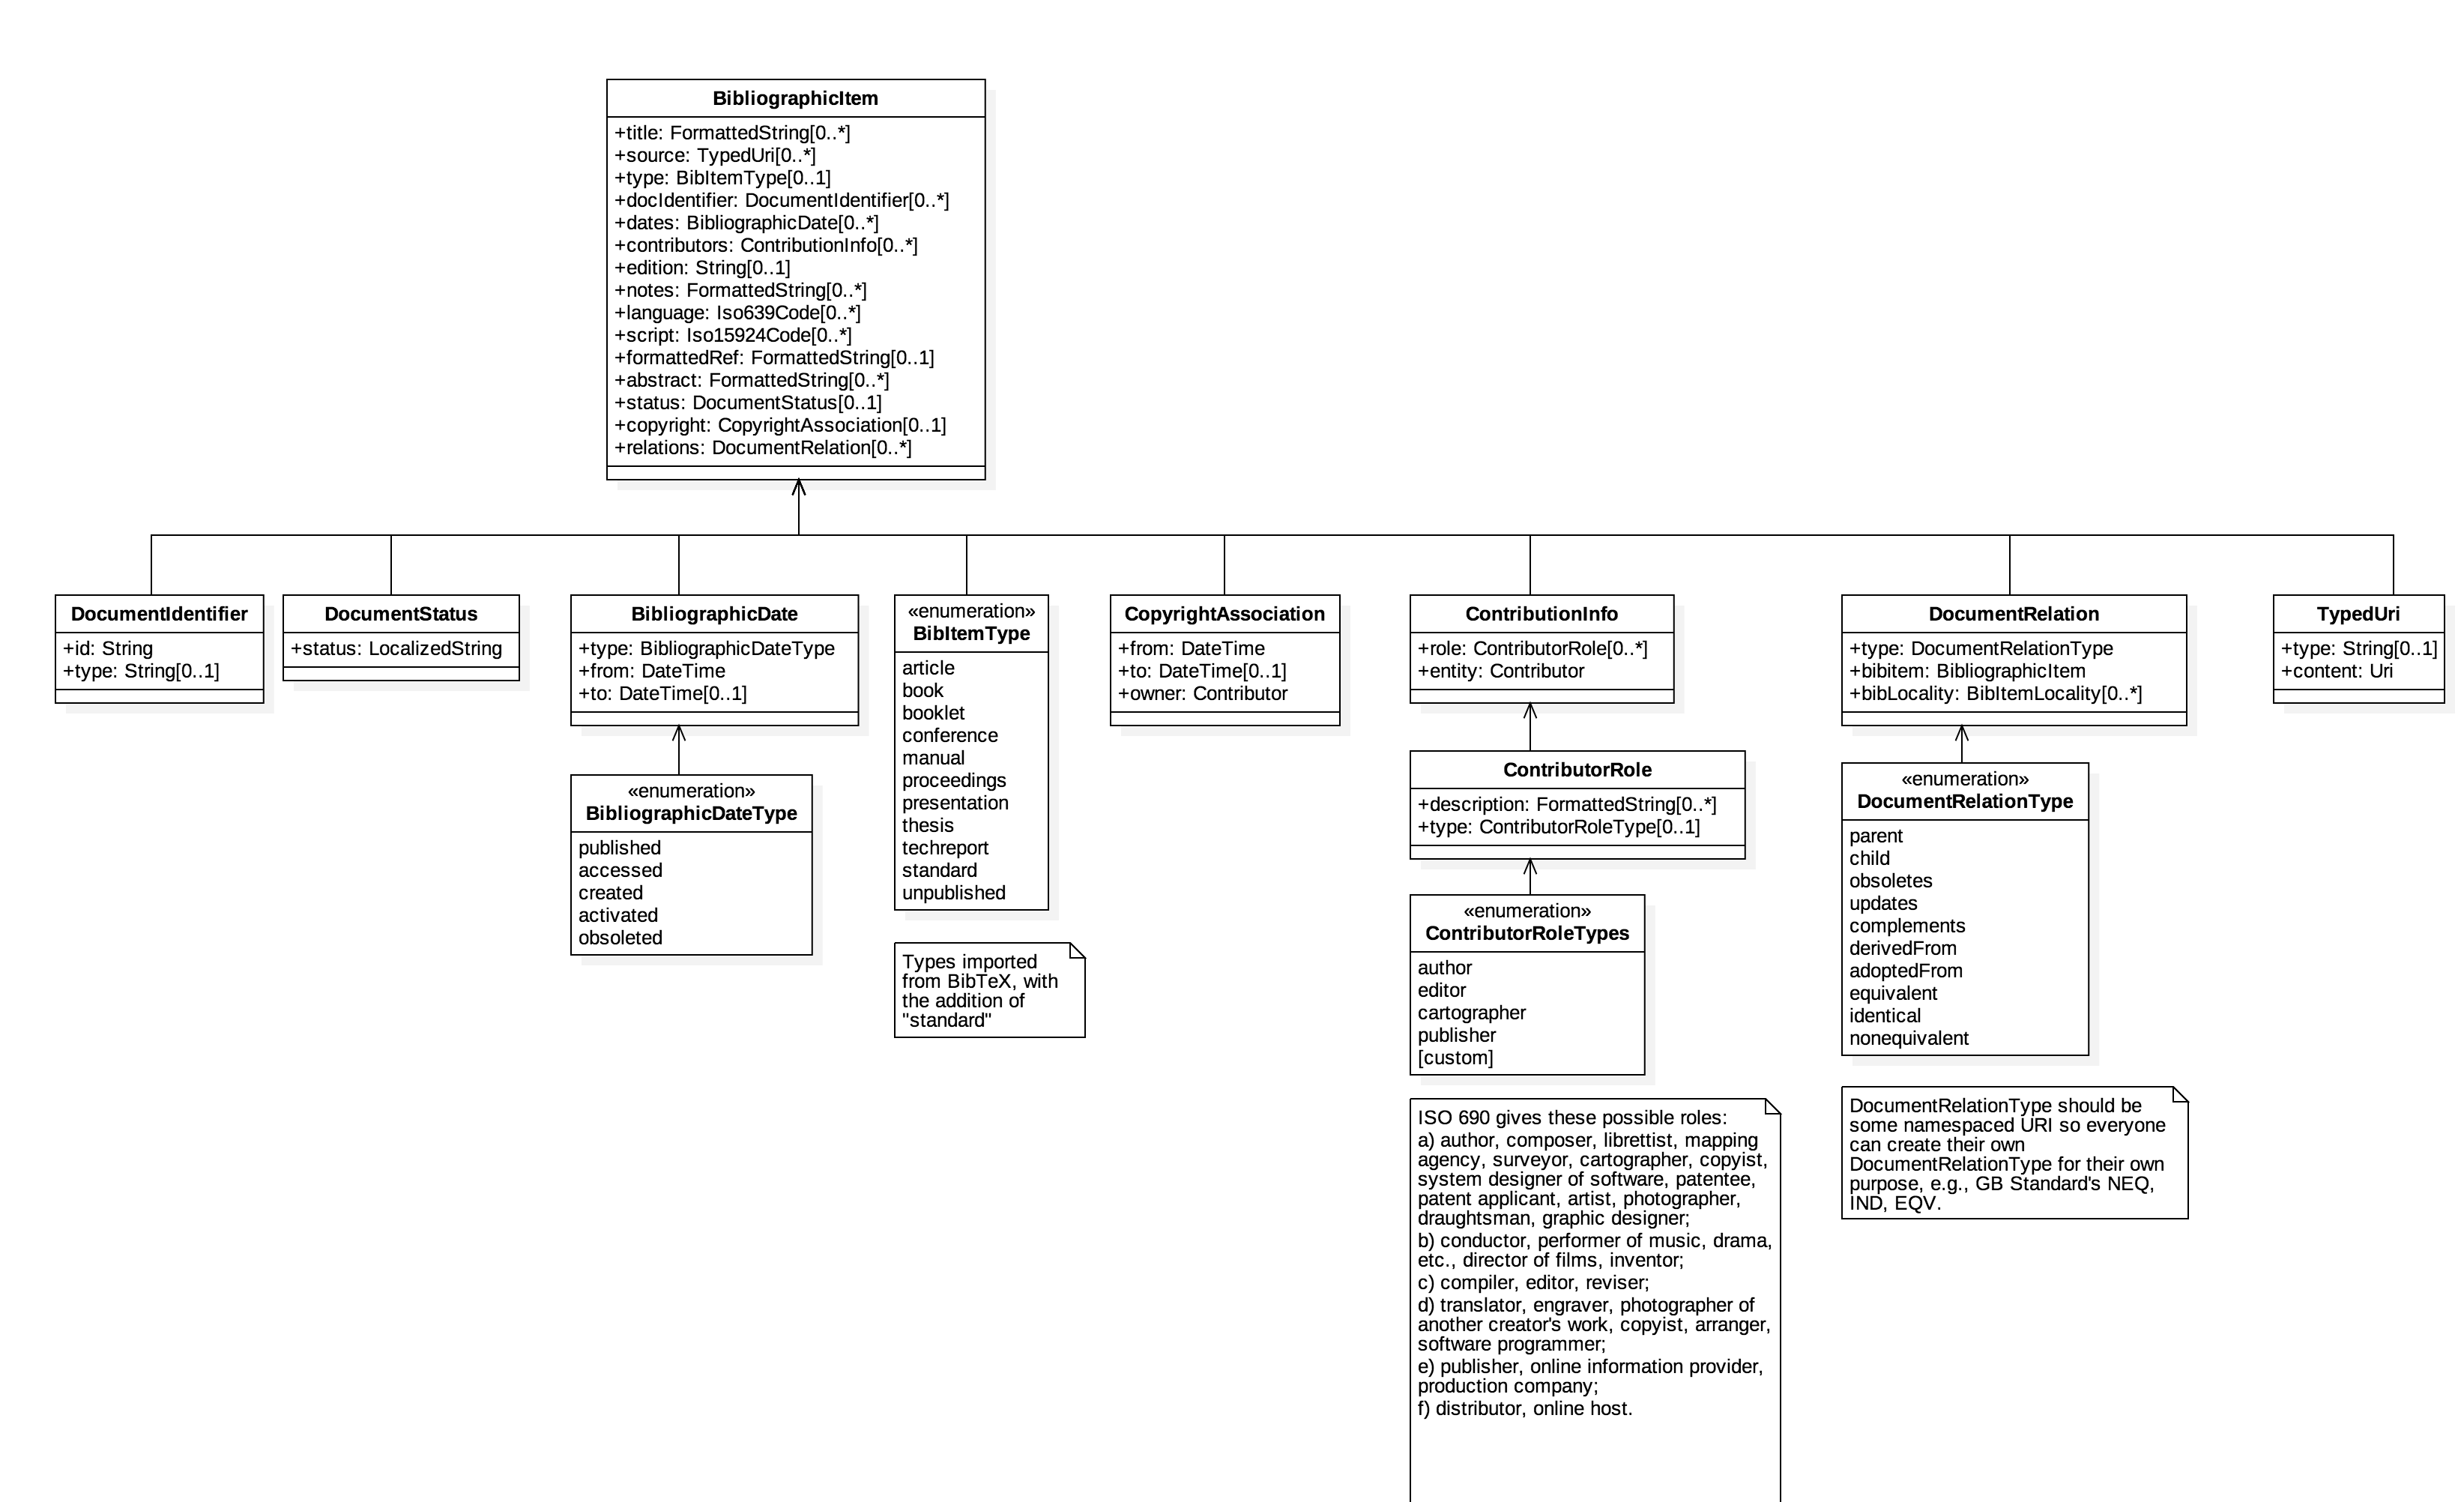 BibliographicItem
+title: FormattedString[0..*]
+source: TypedUri[0..*]
+type: BibItemType[0..1]
+docIdentifier: DocumentIdentifier[0..*]
+dates: BibliographicDate[0..*]
+contributors: ContributionInfo[0..*]
+edition: String[0..1]
+notes: FormattedString[0..*]
+language: Iso639Code[0..*]
+script: Iso15924Code[0..*]
+formattedRef: FormattedString[0..1]
+abstract: FormattedString[0..*]
+status: DocumentStatus[0..1]
+copyright: CopyrightAssociation[0..1]
+relations: DocumentRelation[0..*]
DocumentIdentifier
+id: String
+type: String[0..1]
DocumentStatus
+status: LocalizedString
BibliographicDate
+type: BibliographicDateType
+from: DateTime
+to: DateTime[0..1]
«enumeration»
BibliographicDateType
published
accessed
created
activated
obsoleted
«enumeration»
BibItemType
article
book
booklet
conference
manual
proceedings
presentation
thesis
techreport
standard
unpublished
Types imported
from BibTeX, with
the addition of
"standard"
CopyrightAssociation
+from: DateTime
+to: DateTime[0..1]
+owner: Contributor
ContributionInfo
+role: ContributorRole[0..*]
+entity: Contributor
ContributorRole
+description: FormattedString[0..*]
+type: ContributorRoleType[0..1]
«enumeration»
ContributorRoleTypes
author
editor
cartographer
publisher
[custom]
ISO 690 gives these possible roles:
a) author, composer, librettist, mapping
agency, surveyor, cartographer, copyist,
system designer of software, patentee,
patent applicant, artist, photographer,
draughtsman, graphic designer;
b) conductor, performer of music, drama,
etc., director of films, inventor;
c) compiler, editor, reviser;
d) translator, engraver, photographer of
another creator's work, copyist, arranger,
software programmer;
e) publisher, online information provider,
production company;
f) distributor, online host.
DocumentRelation
+type: DocumentRelationType
+bibitem: BibliographicItem
+bibLocality: BibItemLocality[0..*]
«enumeration»
DocumentRelationType
parent
child
obsoletes
updates
complements
derivedFrom
adoptedFrom
equivalent
identical
nonequivalent
DocumentRelationType should be
some namespaced URI so everyone
can create their own
DocumentRelationType for their own
purpose, e.g., GB Standard's NEQ,
IND, EQV.
TypedUri
+type: String[0..1]
+content: Uri